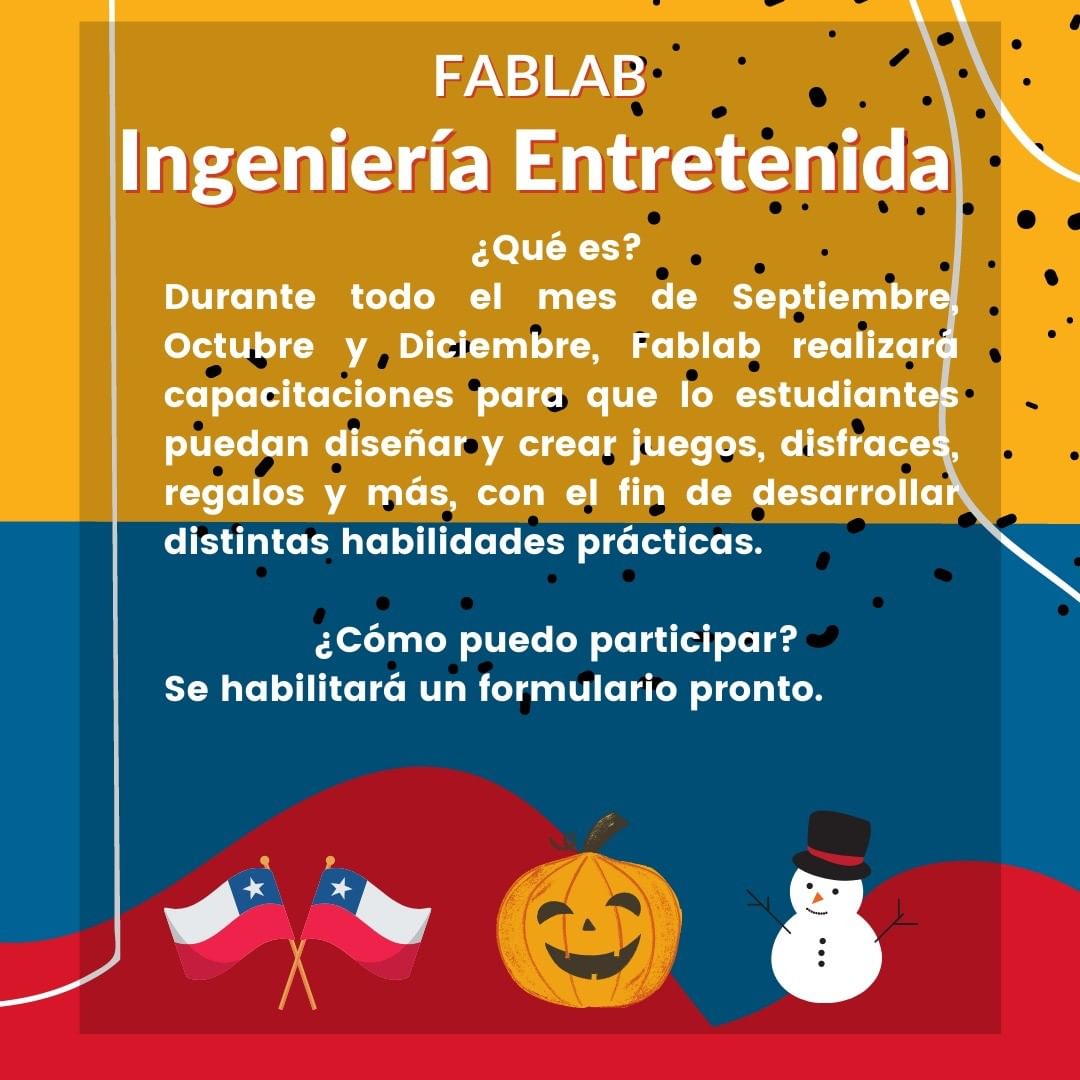 FABLAB
Ingeniería Entretenida
¿Qué es?
Durante todo el mes de Septiembre,
Octubre y Diciembre, Fablab realizará
capacitaciones para que lo estudiantes
puedan diseñar y crear juegos, disfraces,
regalos y más, con el fin de desarrollar
distintas habilidades prácticas.
¿Cómo puedo participar?
Se habilitará un formulario pronto.